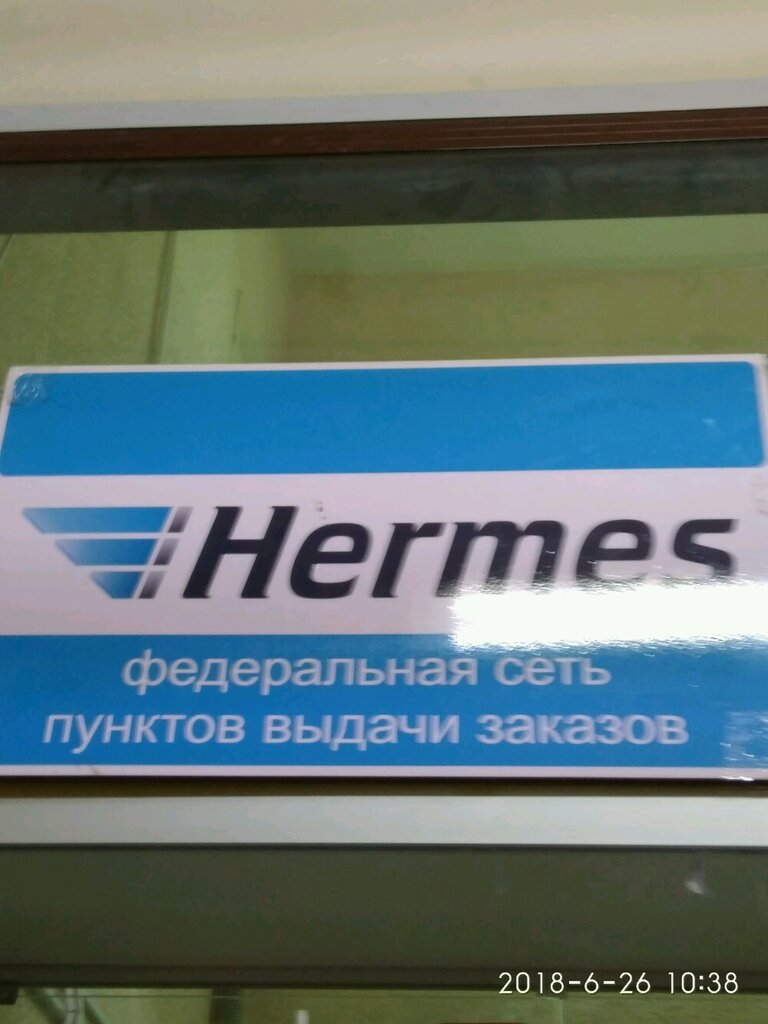 Hermes
федеральная сеть
пунктов выдачи заказов
2018-6-26 10:38